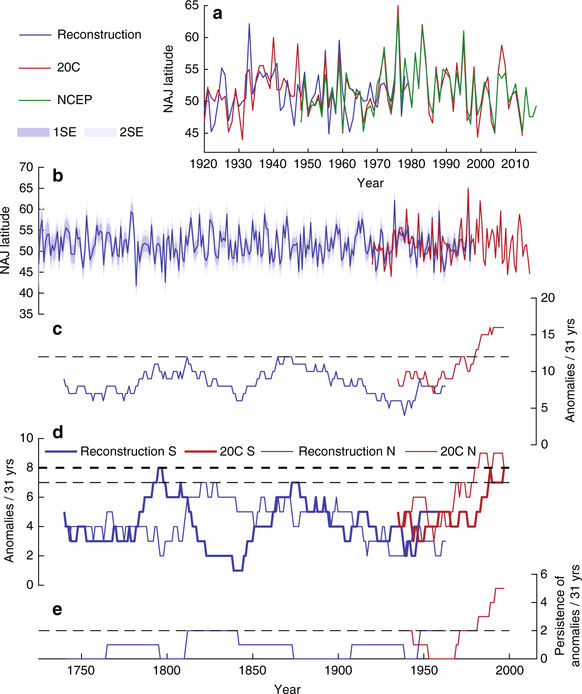 a
Reconstruction
20C
NCEP
1SE 2SE
NAJ latitude
65
60
55
50
45
1920 1930 1940 1950 1960 1970 1980 1990 2000 2010
Year
b
NAJ latitude
70
65
60
55
50
45
40
35
c
20
15
10
5
0
Anomalies / 31 yrs
d
Reconstruction S 20C S Reconstruction N 20C N
Anomalies / 31 yrs
10
8
6
4
2
0
e
6
4
2
0
Persistence of
anomalies / 31 yrs
1750 1800 1850 1900 1950 2000
Year